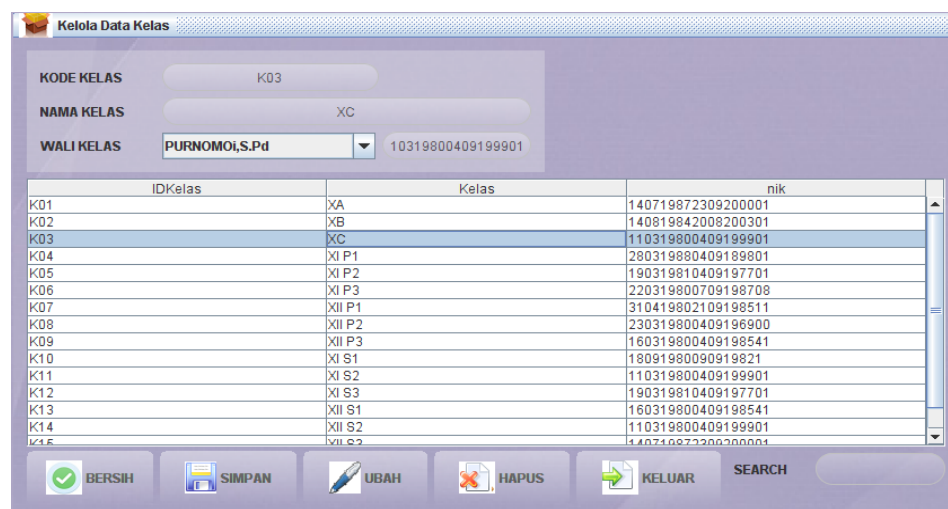 Kelola Data Kelas
KODE KELAS K03
NAMA KELAS XC
WALI KELAS PURNOMOi,S.Pd 10319800409199901
IDKelas Kelas nik
K01 XA 140719872309200001
K02 XB 140819842008200301
K03 XC 110319800409199901
K04 XI P1 280319880409189801
K05 XI P2 190319810409197701
K06 XI P3 220319800709198708
K07 XII P1 310419802109198511
K08 XII P2 230319800409196900
K09 XII P3 160319800409198541
K10 XI S1 18091980090919821
K11 XI S2 110319800409199901
K12 XI S3 190319810409197701
K13 XII S1 160319800409198541
K14 XII S2 110319800409199901
K15 XII S3 140719872309200001
BERSIH SIMPAN UBAH HAPUS KELUAR SEARCH